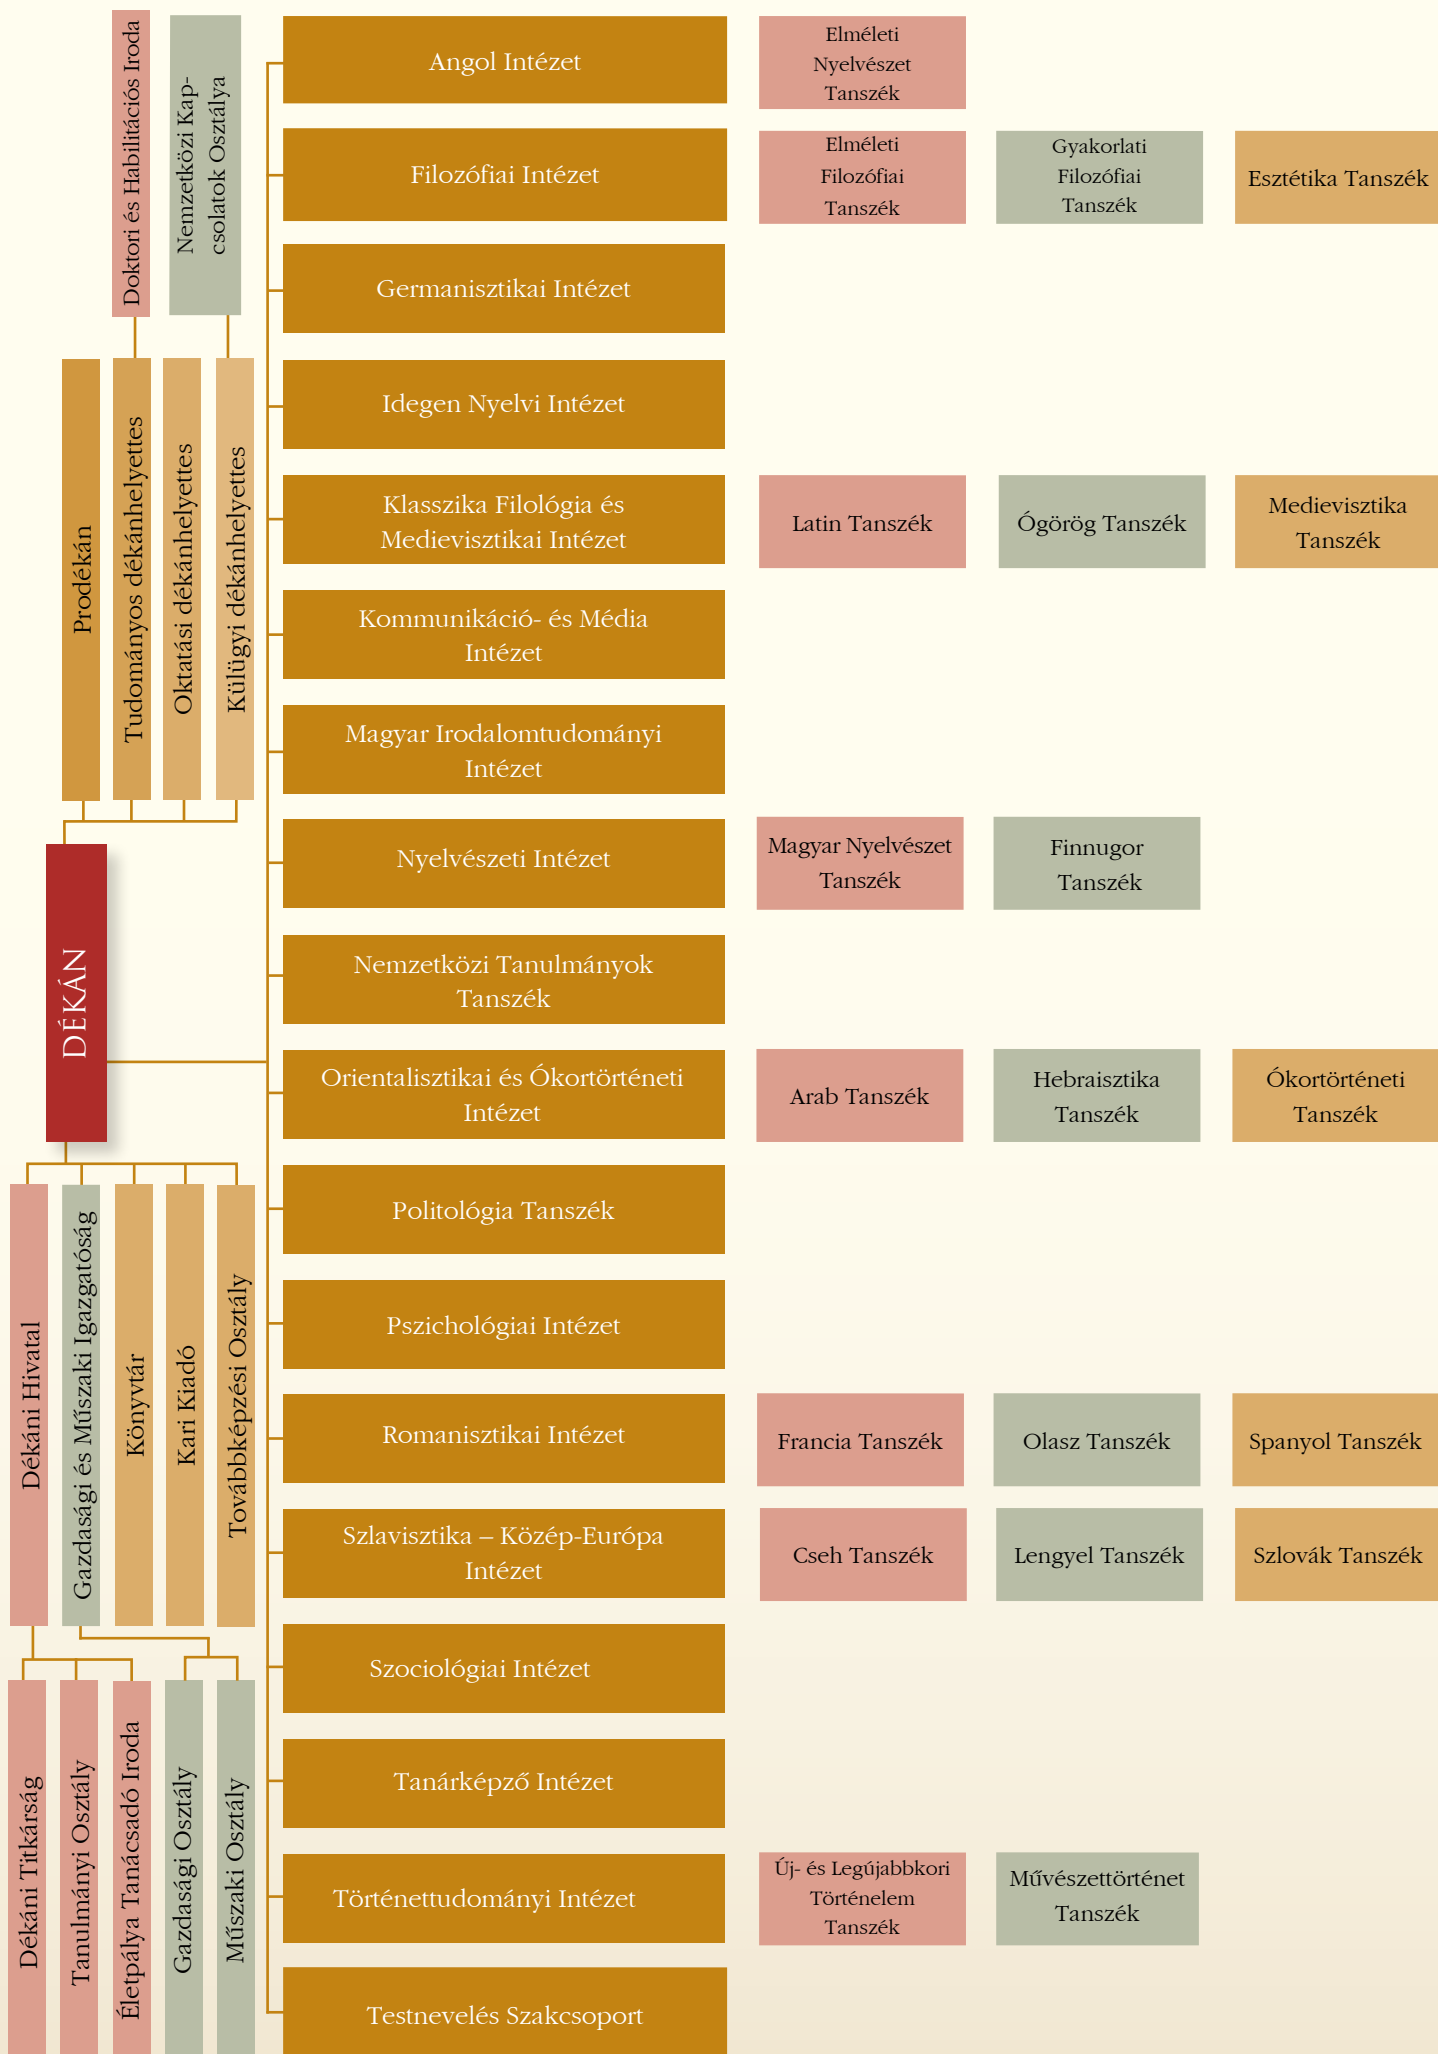 Doktori és Habilitációs Iroda
Nemzetközi Kap-
csolatok Osztálya
Prodékán
Tudományos dékánhelyettes
Oktatási dékánhelyettes
Külügyi dékánhelyettes
DÉKÁN
Dékáni Hivatal
Gazdasági és Műszaki Igazgatóság
Könyvtár
Kari Kiadó
Továbbképzési Osztály
Dékáni Titkárság
Tanulmányi Osztály
Életpálya Tanácsadó Iroda
Gazdasági Osztály
Műszaki Osztály
Angol Intézet
Elméleti
Nyelvészet
Tanszék
Filozófiai Intézet
Elméleti
Filozófiai
Tanszék
Gyakorlati
Filozófiai
Tanszék
Esztétika Tanszék
Germanisztikai Intézet
Idegen Nyelvi Intézet
Klasszika Filológia és
Medievisztikai Intézet
Latin Tanszék
Ógörög Tanszék
Medievisztika
Tanszék
Kommunikáció- és Média
Intézet
Magyar Irodalomtudományi
Intézet
Nyelvészeti Intézet
Magyar Nyelvészet
Tanszék
Finnugor
Tanszék
Nemzetközi Tanulmányok
Tanszék
Orientalisztikai és Ókortörténeti
Intézet
Arab Tanszék
Hebraisztika
Tanszék
Ókortörténeti
Tanszék
Politológia Tanszék
Pszichológiai Intézet
Romanisztikai Intézet
Francia Tanszék
Olasz Tanszék
Spanyol Tanszék
Szlavisztika – Közép-Európa
Intézet
Cseh Tanszék
Lengyel Tanszék
Szlovák Tanszék
Szociológiai Intézet
Tanárképző Intézet
Történettudományi Intézet
Új- és Legújabbkori
Történelem
Tanszék
Művészettörténet
Tanszék
Testnevelés Szakcsoport